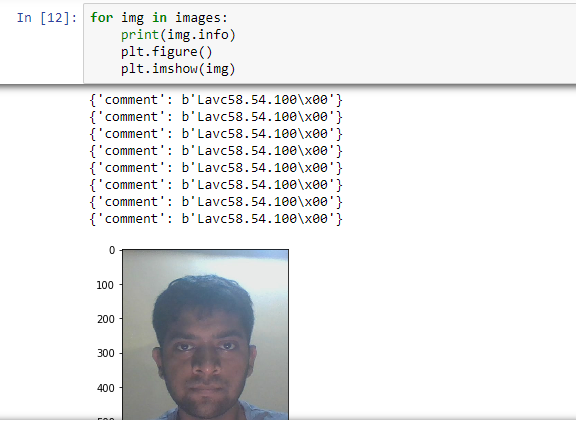 In [12]: for img in images:
print(img.info)
plt.figure()
plt.imshow(img)
{'comment': b'Lavc58.54.100\x00'}
{'comment': b'Lavc58.54.100\x00'}
{'comment': b'Lavc58.54.100\x00'}
{'comment': b'Lavc58.54.100\x00'}
{'comment': b'Lavc58.54.100\x00'}
{'comment': b'Lavc58.54.100\x00'}
{'comment': b'Lavc58.54.100\x00'}
{'comment': b'Lavc58.54.100\x00'}
0
100
200
300
400